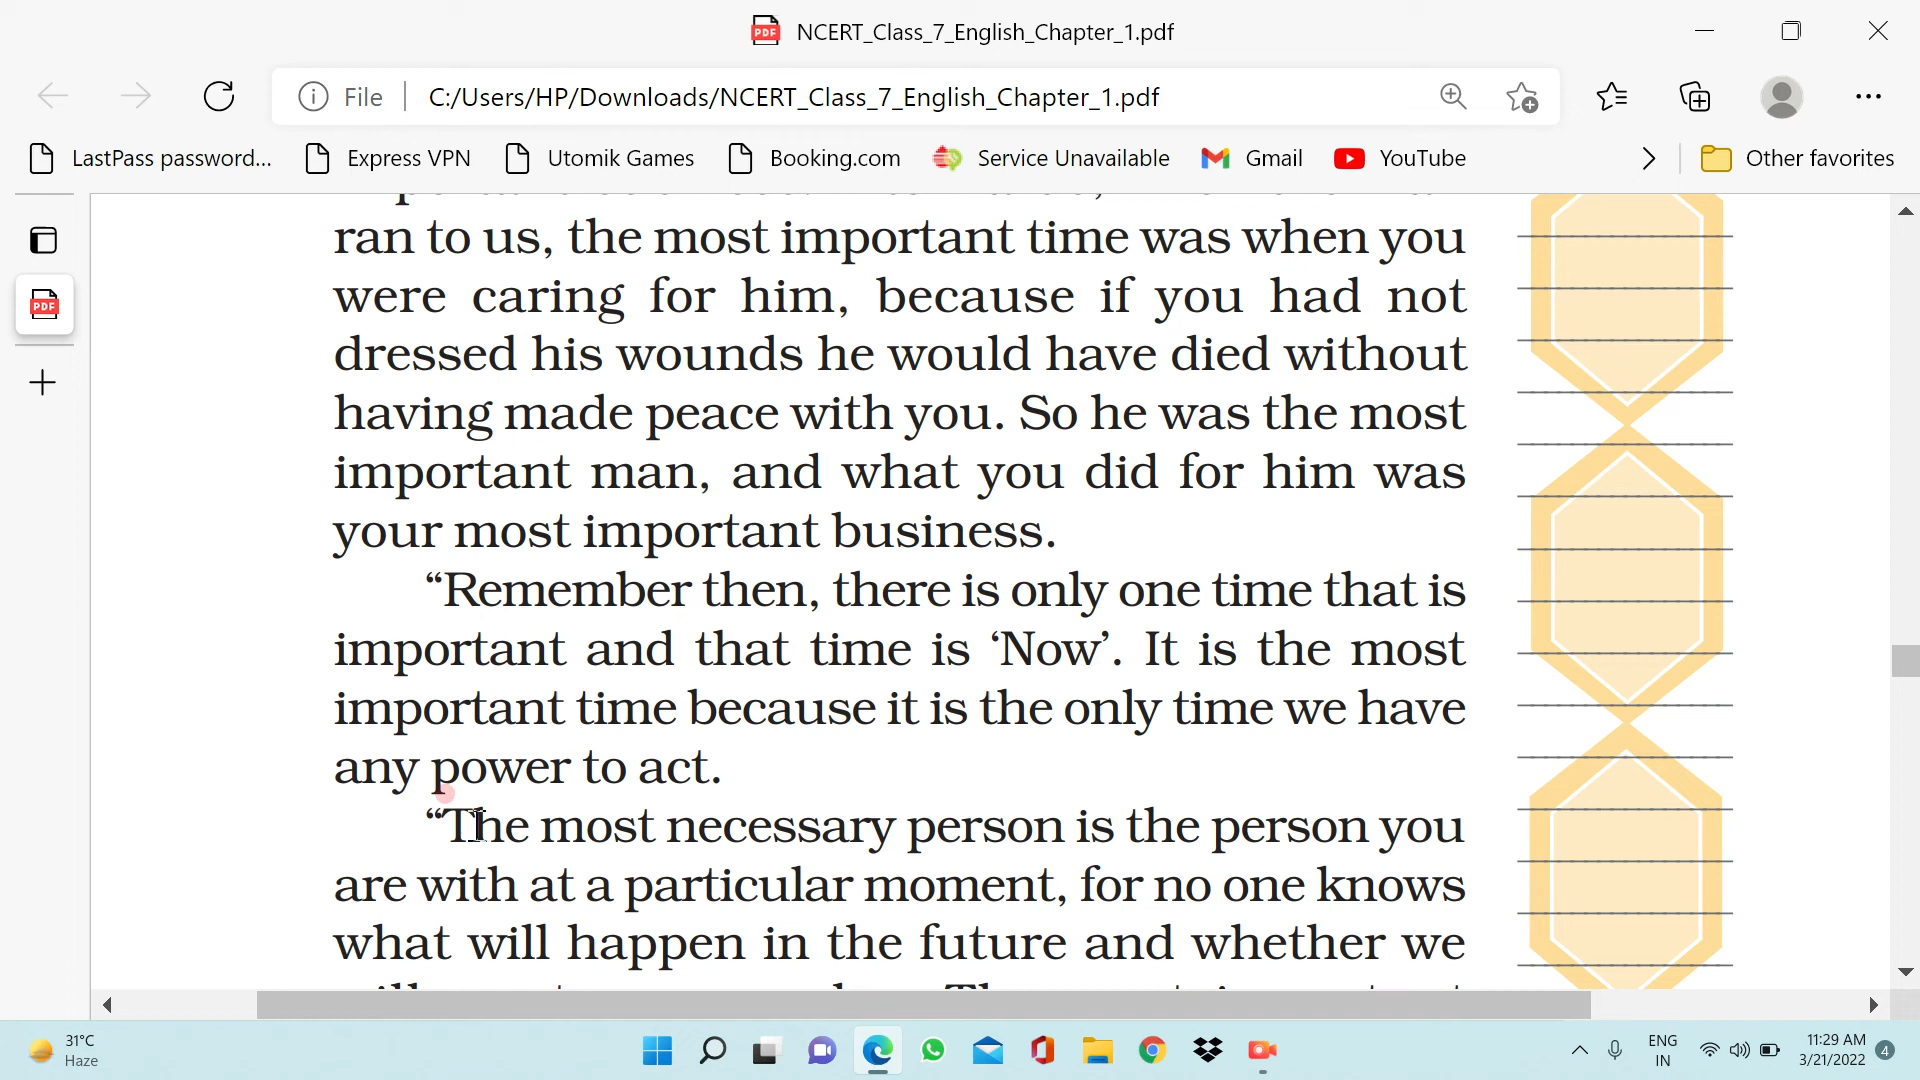 NCERT_Class_7_English_Chapter_1.pdf
File C:/Users/HP/Downloads/NCERT_Class_7_English_Chapter_1.pdf
LastPass password... Express VPN Utomik Games Booking.com Service Unavailable Gmail YouTube Other favorites
ran to us, the most important time was when you
were caring for him, because if you had not
dressed his wounds he would have died without
having made peace with you. So he was the most
important man, and what you did for him was
your most important business.
“Remember then, there is only one time that is
important and that time is ‘Now’. It is the most
important time because it is the only time we have
any power to act.
“The most necessary person is the person you
are with at a particular moment, for no one knows
what will happen in the future and whether we
31°C
Haze
ENG
IN
11:29 AM
3/21/2022
4